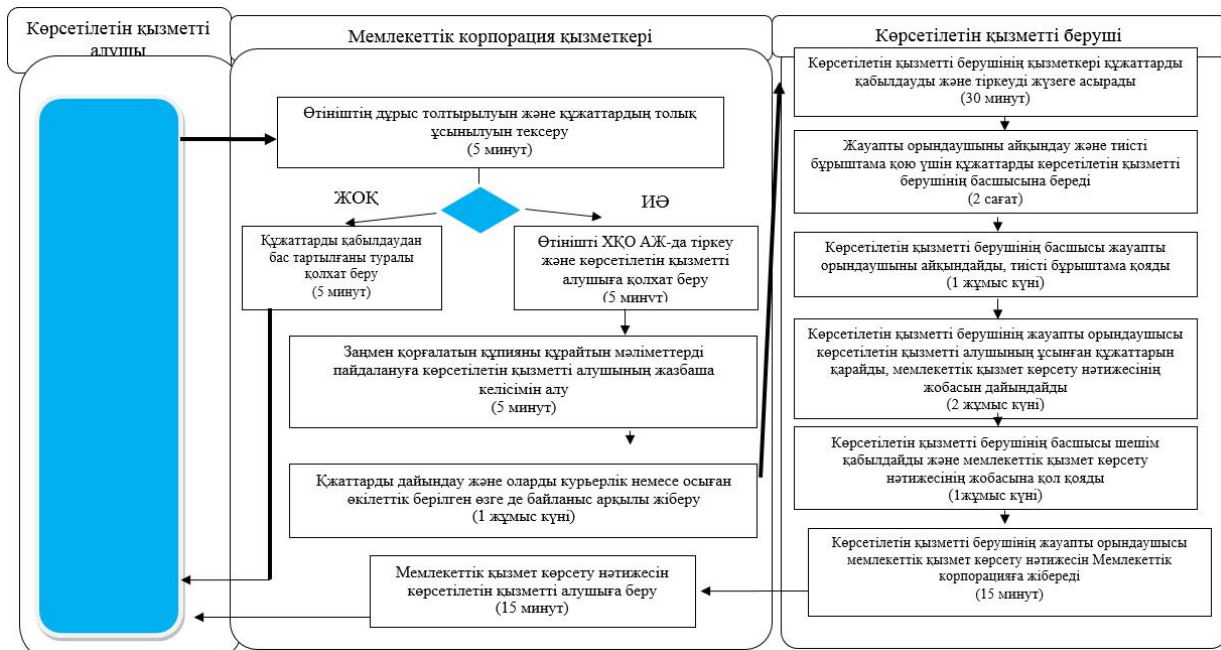 Көрсетілетін қызметті
алушы
Мемлекеттік корпорация қызметкері
Көрсетілетін қызметті беруші
Өтініштің дұрыс толтырылуын және құжаттардың толық
ұсынылуын тексеру
(5 минут)
ЖОҚ
ИӘ
Құжаттарды қабылдаудан
бас тартылғаны туралы
қолхат беру
(5 минут)
Өтінішті ХҚО АЖ-да тіркеу
және көрсетілетін қызметті
алушыға қолхат беру
(5 минут)
Заңмен қорғалатын құпияны құрайтын мәліметтерді
пайдалануға көрсетілетін қызметті алушының жазбаша
келісімін алу
(5 минут)
Қжаттарды дайындау және оларды курьерлік немесе осыған
өкілеттік берілген өзге де байланыс арқылы жіберу
(1 жұмыс күні)
Мемлекеттік қызмет көрсету нәтижесін
көрсетілетін қызметті алушыға беру
(15 минут)
Көрсетілетін қызметті берушінің қызметкері құжаттарды
қабылдауды және тіркеуді жүзеге асырады
(30 минут)
Жауапты орындаушыны айқындау және тиісті
бұрыштама қою үшін құжаттарды көрсетілетін қызметті
берушінің басшысына береді
(2 сағат)
Көрсетілетін қызметті берушінің басшысы жауапты
орындаушыны айқындайды, тиісті бұрыштама қояды
(1 жұмыс күні)
Көрсетілетін қызметті берушінің жауапты орындаушысы
көрсетілетін қызметті алушының ұсынған құжаттарын
қарайды, мемлекеттік қызмет көрсету нәтижесінің
жобасын дайындайды
(2 жұмыс күні)
Көрсетілетін қызметті берушінің басшысы шешім
қабылдайды және мемлекеттік қызмет көрсету
нәтижесінің жобасына қол қояды
(1жұмыс күні)
Көрсетілетін қызметті берушінің жауапты орындаушысы
мемлекеттік қызмет көрсету нәтижесін Мемлекеттік
корпорацияға жібереді
(15 минут)